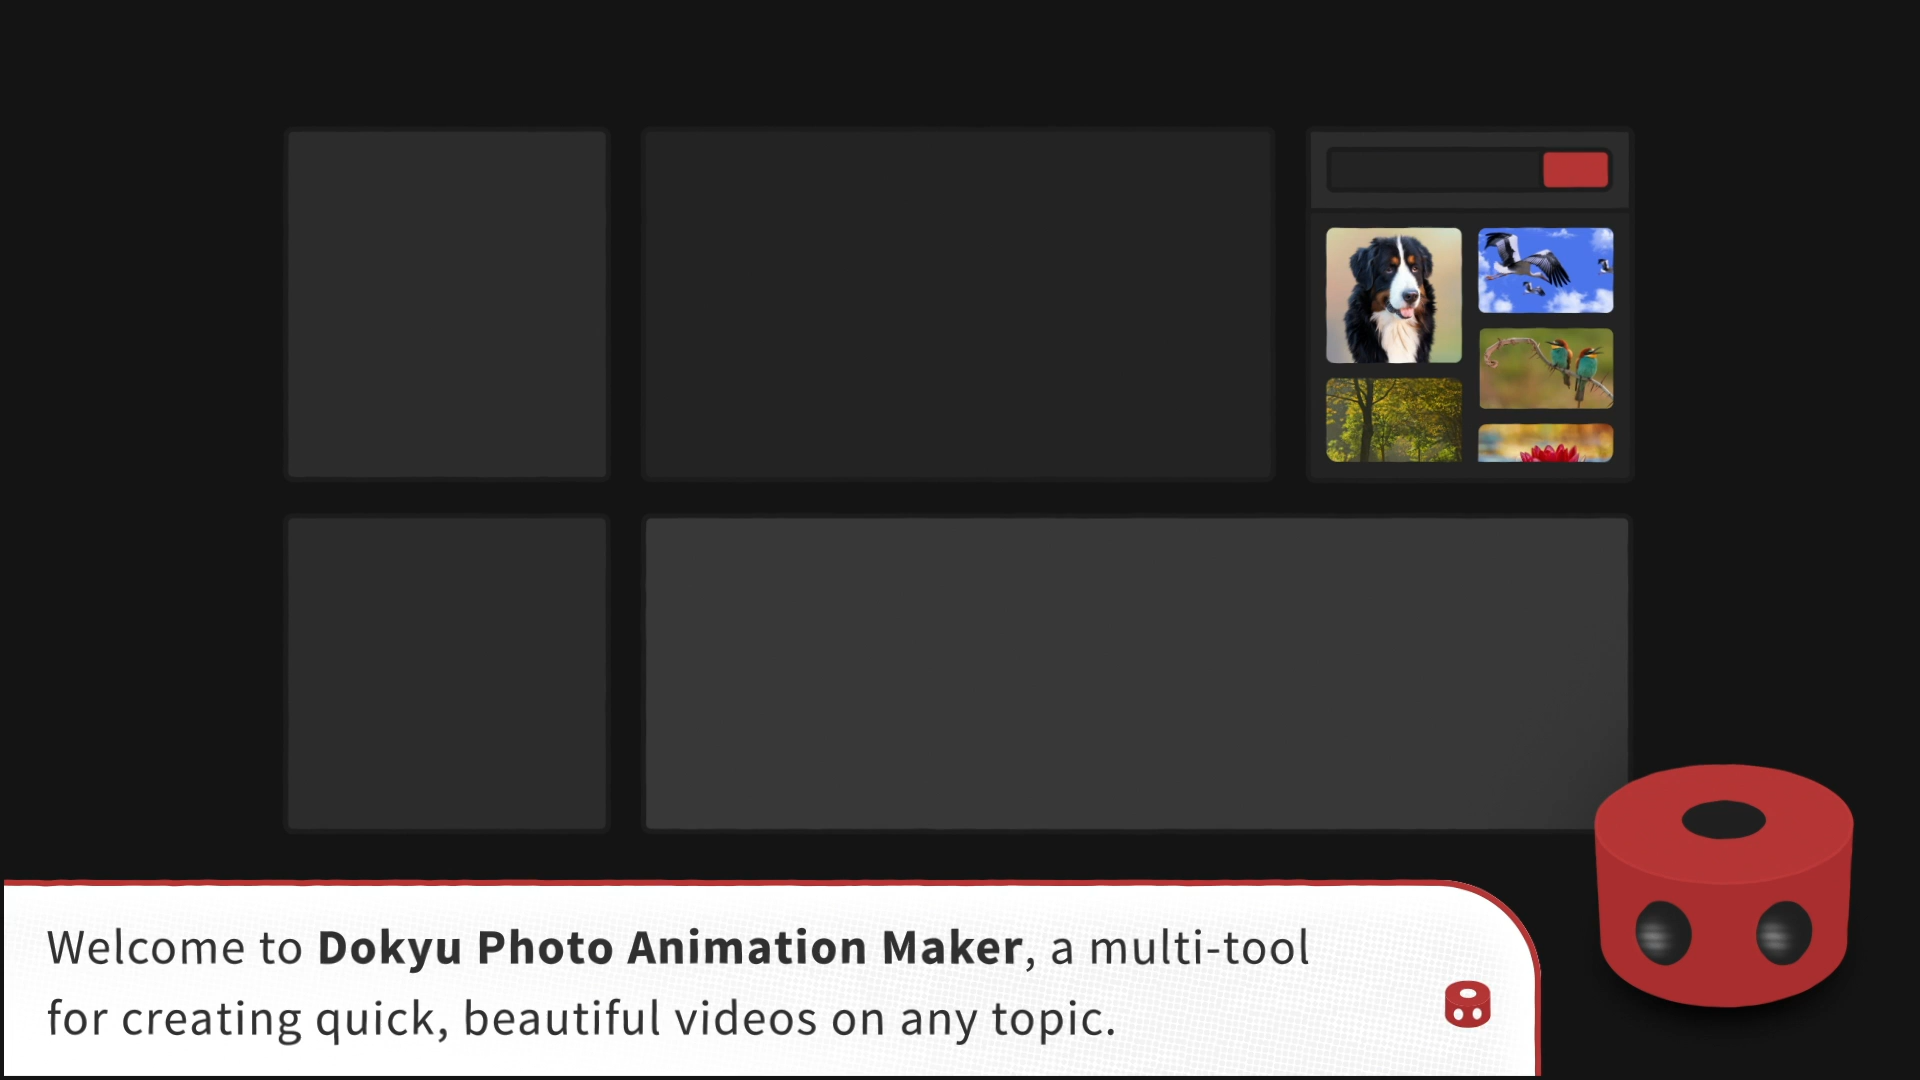 Welcome to Dokyu Photo Animation Maker, a multi-tool
for creating quick, beautiful videos on any topic.